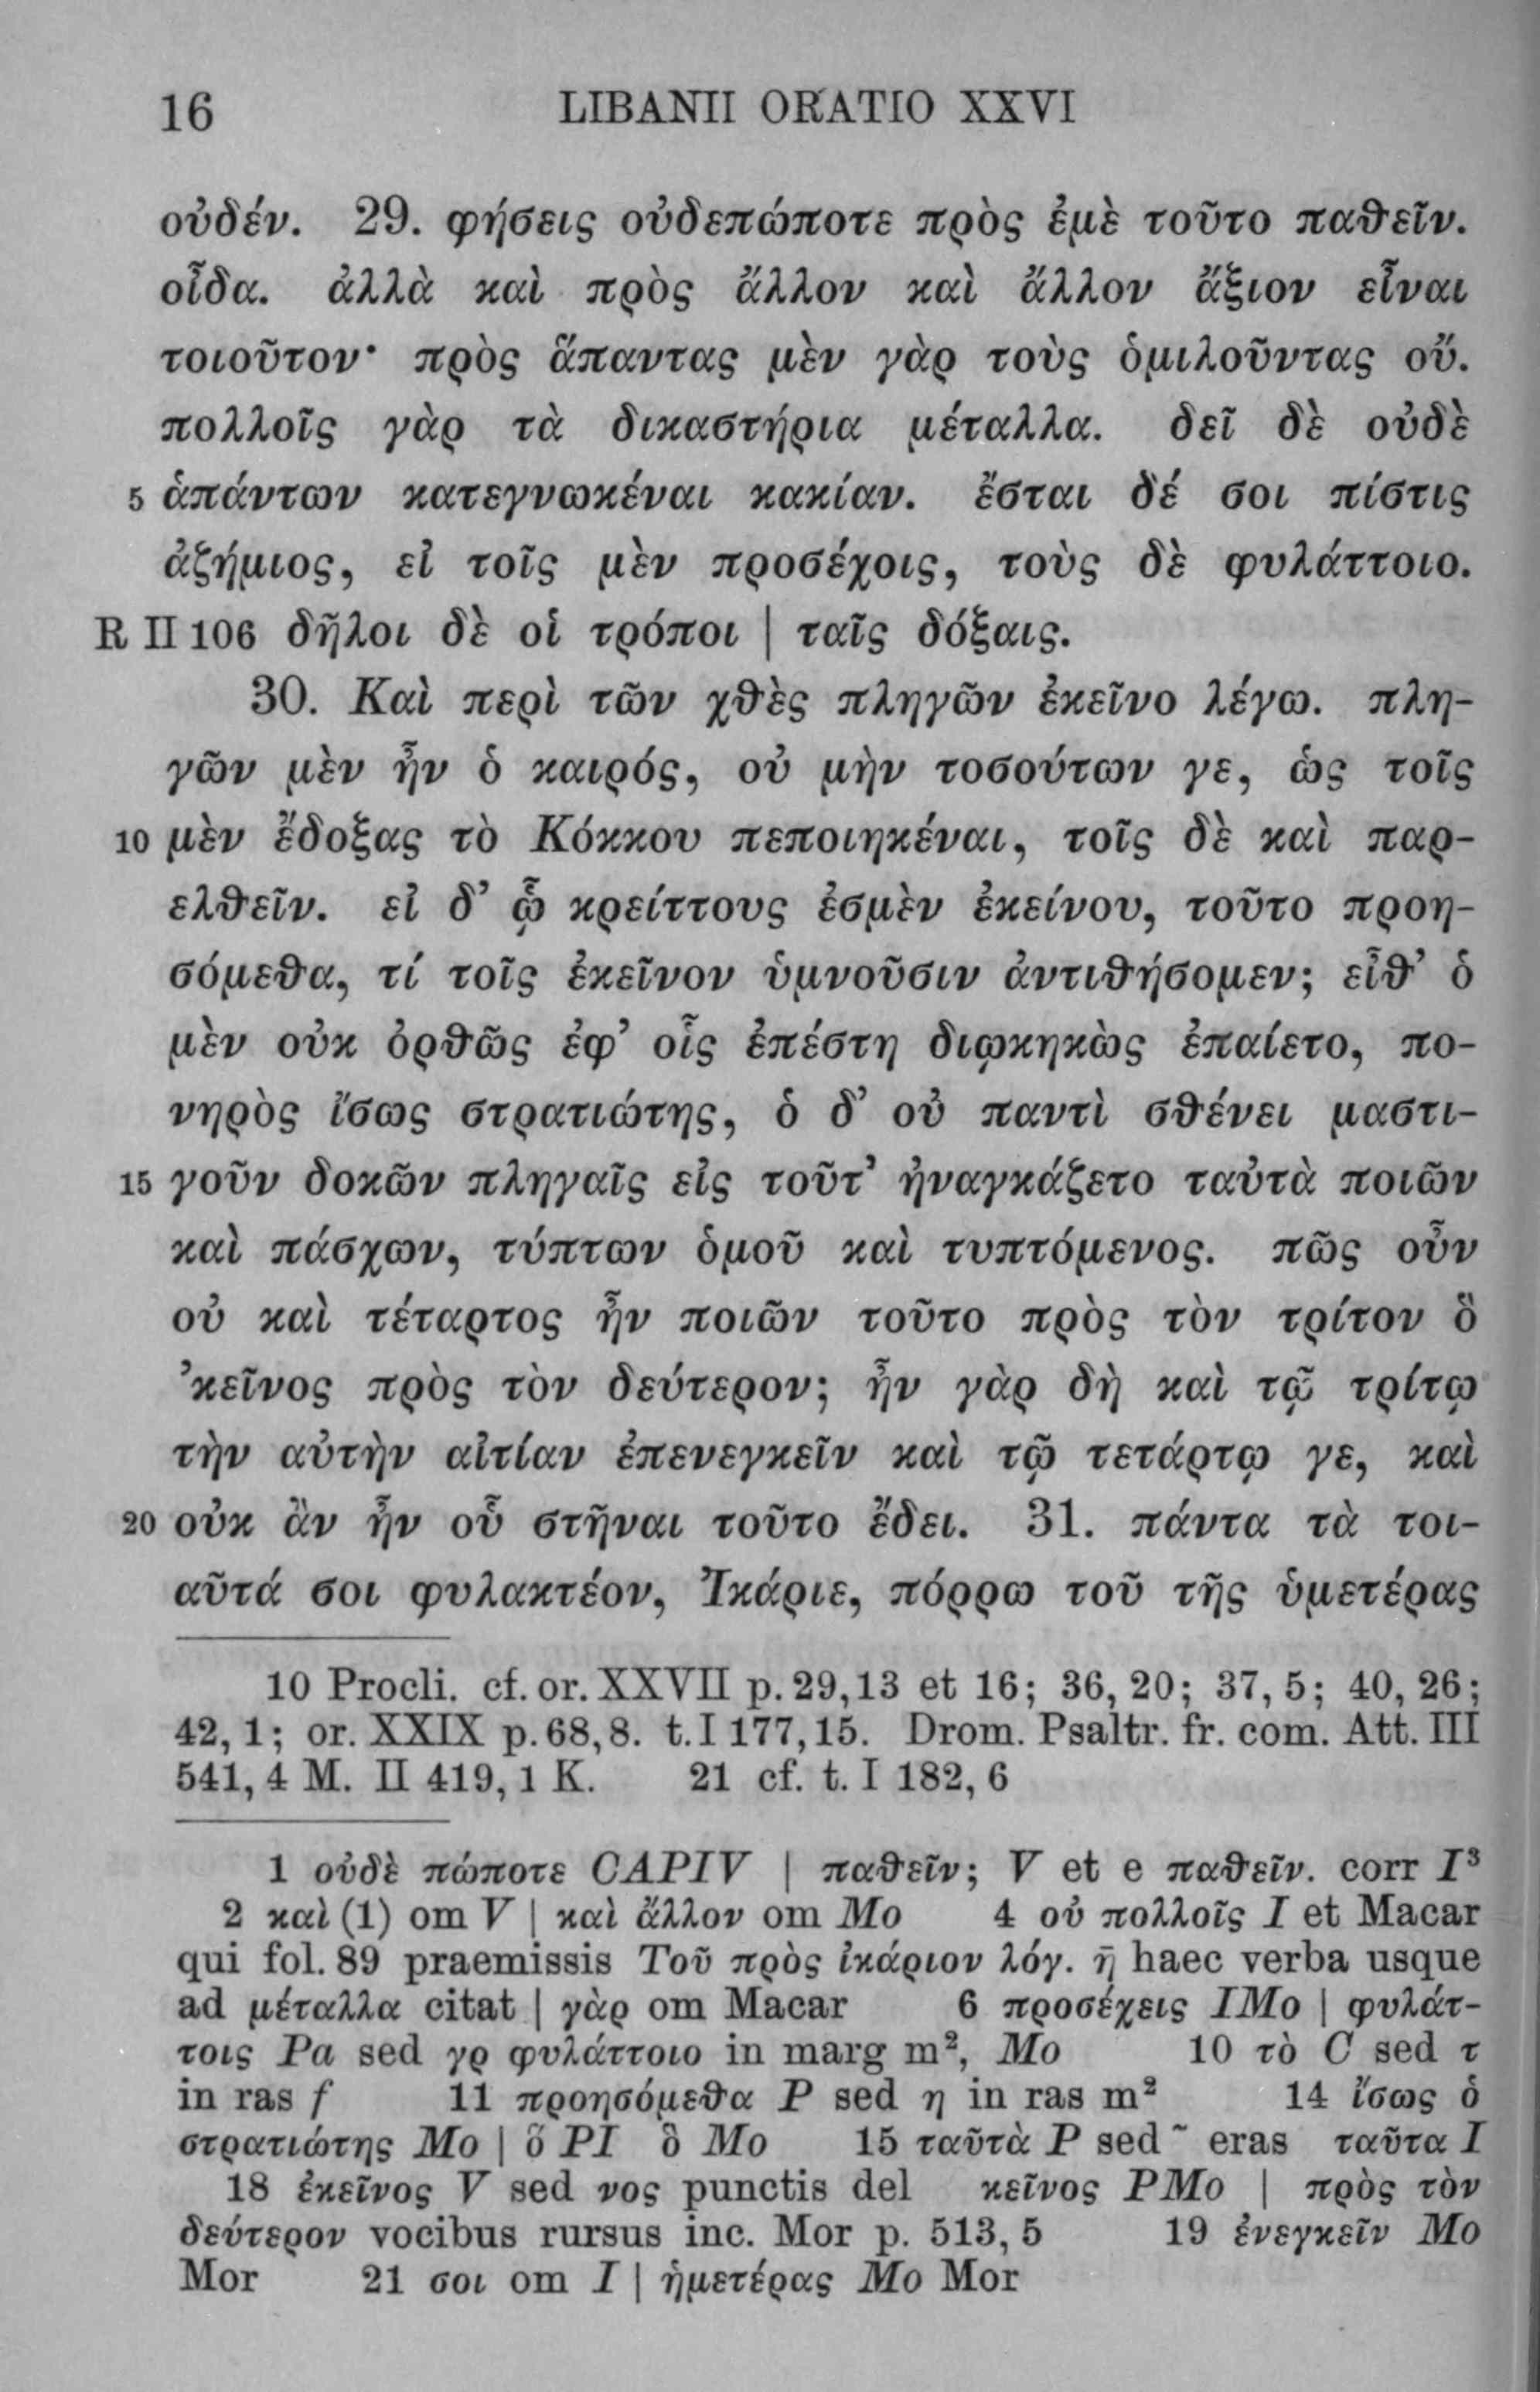 16 LIBANII ORATIO XXVI
οὐδέν. 29. φήσεις οὐδεπώποτε πρὸς ἐμὲ τοῦτο παθεῖν.
οἶδα. ἀλλὰ καὶ πρὸς ἄλλον καὶ ἄλλον ἄξιον εἶναι
τοιοῦτον· πρὸς ἅπαντας μὲν γὰρ τοὺς ὁμιλοῦντας οὔ.
πολλοῖς γὰρ τὰ δικαστήρια μέταλλα. δεῖ δὲ οὐδὲ
5 ἁπάντων κατεγνωκέναι κακίαν. ἔσται δέ σοι πίστις
ἀζήμιος, εἰ τοῖς μὲν προσέχοις, τοὺς δὲ φυλάττοιο.
R II 106 δῆλοι δὲ οἱ τρόποι | ταῖς δόξαις.
30. Καὶ περὶ τῶν χθὲς πληγῶν ἐκεῖνο λέγω. πλη-
γῶν μὲν ἦν ὁ καιρός, οὐ μὴν τοσούτων γε, ὡς τοῖς
10 μὲν ἔδοξας τὸ Κόκκου πεποιηκέναι, τοῖς δὲ καὶ παρ-
ελθεῖν. εἰ δ’ ᾧ κρείττους ἐσμὲν ἐκείνου, τοῦτο προη-
σόμεθα, τί τοῖς ἐκεῖνον ὑμνοῦσιν ἀντιθήσομεν; εἶθ’ ὁ
μὲν οὐκ ὀρθῶς ἐφ’ οἷς ἐπέστη διῳκηκὼς ἐπαίετο, πο-
νηρὸς ἴσως στρατιώτης, ὁ δ’ οὐ παντὶ σθένει μαστι-
15 γοῦν δοκῶν πληγαῖς εἰς τοῦτ’ ἠναγκάζετο ταὐτὰ ποιῶν
καὶ πάσχων, τύπτων ὁμοῦ καὶ τυπτόμενος. πῶς οὖν
οὐ καὶ τέταρτος ἦν ποιῶν τοῦτο πρὸς τὸν τρίτον ὃ
’κεῖνος πρὸς τὸν δεύτερον; ἦν γὰρ δὴ καὶ τῷ τρίτῳ
τὴν αὐτὴν αἰτίαν ἐπενεγκεῖν καὶ τῷ τετάρτῳ γε, καὶ
20 οὐκ ἂν ἦν οὗ στῆναι τοῦτο ἔδει. 31. πάντα τὰ τοι-
αῦτά σοι φυλακτέον, Ἰκάριε, πόρρω τοῦ τῆς ὑμετέρας
10 Procli. cf. or. XXVII p. 29,13 et 16; 36, 20; 37, 5; 40, 26;
42, 1; or. XXIX p. 68, 8. t. I 177, 15. Drom. Psaltr. fr. com. Att. III
541, 4 M. II 419, 1 K. 21 cf. t. I 182, 6
1 οὐδὲ πώποτε CAPIV | παθεῖν; V et e παθεῖν. corr I³
2 καὶ (1) om V | καὶ ἄλλον om Mo 4 οὐ πολλοῖς I et Macar
qui fol. 89 praemissis Τοῦ πρὸς ἰκάριον λόγ. η̄ haec verba usque
ad μέταλλα citat | γὰρ om Macar 6 προσέχεις IMo | φυλάτ-
τοις Pa sed γρ φυλάττοιο in marg m², Mo 10 τὸ C sed τ
in ras f 11 προησόμεθα P sed η in ras m² 14 ἴσως ὁ
στρατιώτης Mo | ὅ PI ὃ Mo 15 ταῦτὰ P sed ῀ eras ταῦτα I
18 ἐκεῖνος V sed νος punctis del κεῖνος PMo | πρὸς τὸν
δεύτερον vocibus rursus inc. Mor p. 513, 5 19 ἐνεγκεῖν Mo
Mor 21 σοι om I | ἡμετέρας Mo Mor